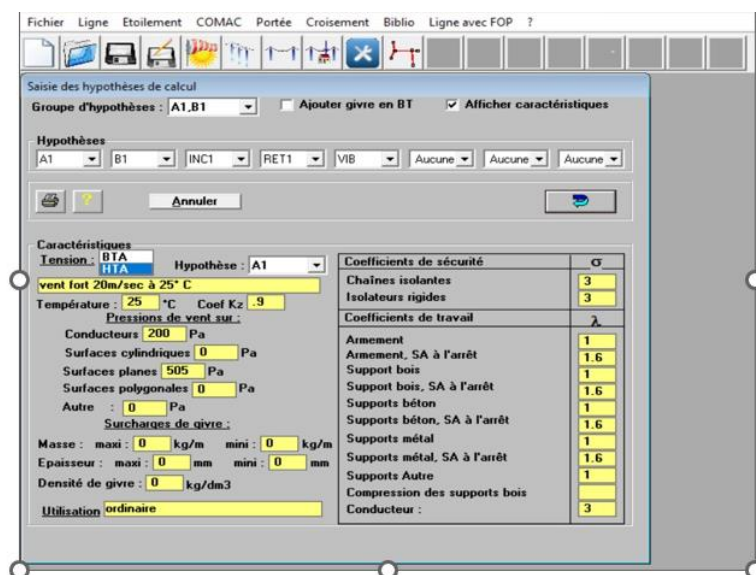 Fichier Ligne Etoilement COMAC Portée Croisement Biblio Ligne avec FOP ?
Saisie des hypothèses de calcul
Groupe d'hypothèses : A1,B1 Ajouter givre en BT Afficher caractéristiques
Hypothèses
A1 B1 INC1 RET1 VIB Aucune Aucune Aucune
? Annuler
Caractéristiques
Tension : BTA
HTA Hypothèse : A1
vent fort 20m/sec à 25° C
Température : 25 °C Coef Kz .9
Pressions de vent sur :
Conducteurs 200 Pa
Surfaces cylindriques 0 Pa
Surfaces planes 505 Pa
Surfaces polygonales 0 Pa
Autre : 0 Pa
Surcharges de givre :
Masse : maxi : 0 kg/m mini : 0 kg/m
Epaisseur : maxi : 0 mm mini : 0 mm
Densité de givre : 0 kg/dm3
Utilisation ordinaire
Coefficients de sécurité σ
Chaînes isolantes 3
Isolateurs rigides 3
Coefficients de travail λ
Armement 1
Armement, SA à l'arrêt 1.6
Support bois 1
Support bois, SA à l'arrêt 1.6
Supports béton 1
Supports béton, SA à l'arrêt 1.6
Supports métal 1
Supports métal, SA à l'arrêt 1.6
Supports Autre 1
Compression des supports bois
Conducteur : 3